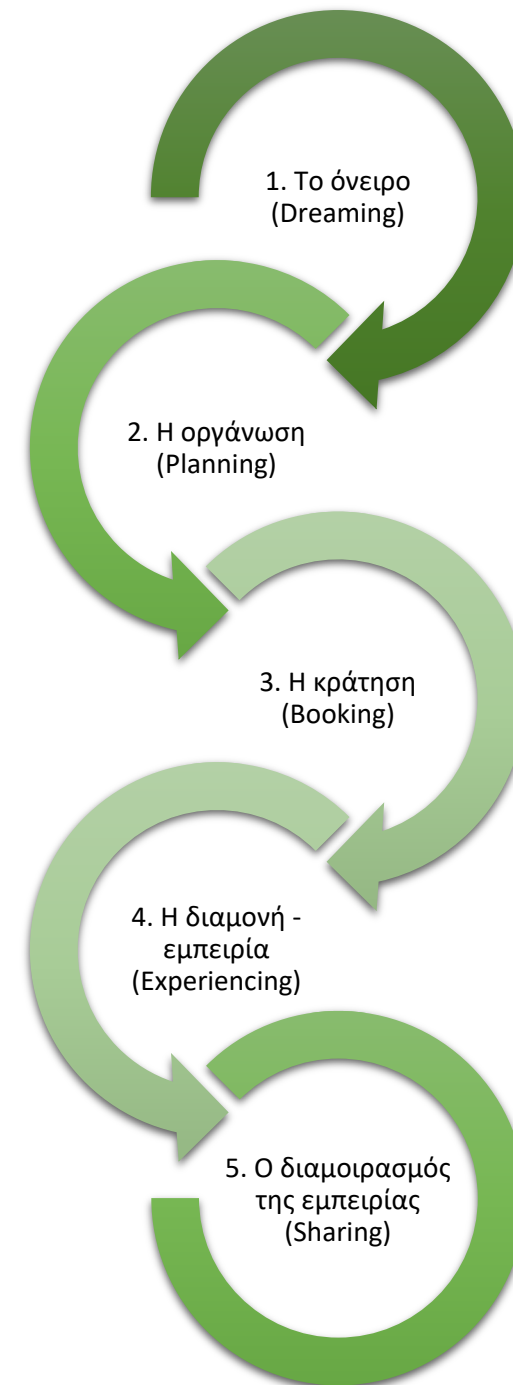 1. Το όνειρο
(Dreaming)
2. Η οργάνωση
(Planning)
3. Η κράτηση
(Booking)
4. Η διαμονή -
εμπειρία
(Experiencing)
5. Ο διαμοιρασμός
της εμπειρίας
(Sharing)